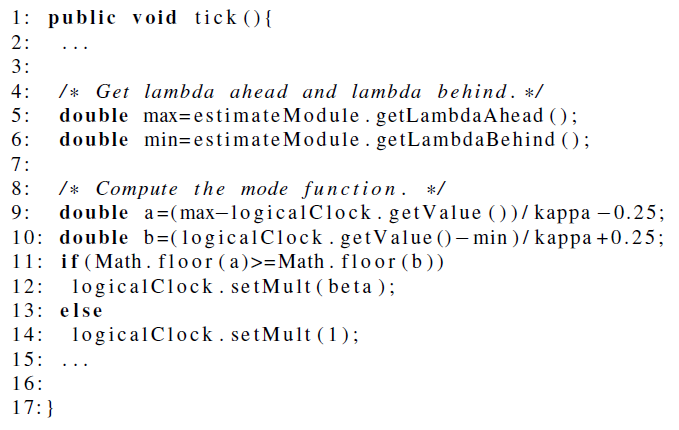 1: public void tick(){
2: ...
3:
4: /* Get lambda ahead and lambda behind.*/
5: double max=estimateModule.getLambdaAhead();
6: double min=estimateModule.getLambdaBehind();
7:
8: /* Compute the mode function. */
9: double a=(max-logicalClock.getValue())/kappa-0.25;
10: double b=(logicalClock.getValue()-min)/kappa+0.25;
11: if(Math.floor(a)>=Math.floor(b))
12: logicalClock.setMult(beta);
13: else
14: logicalClock.setMult(1);
15: ...
16:
17:}